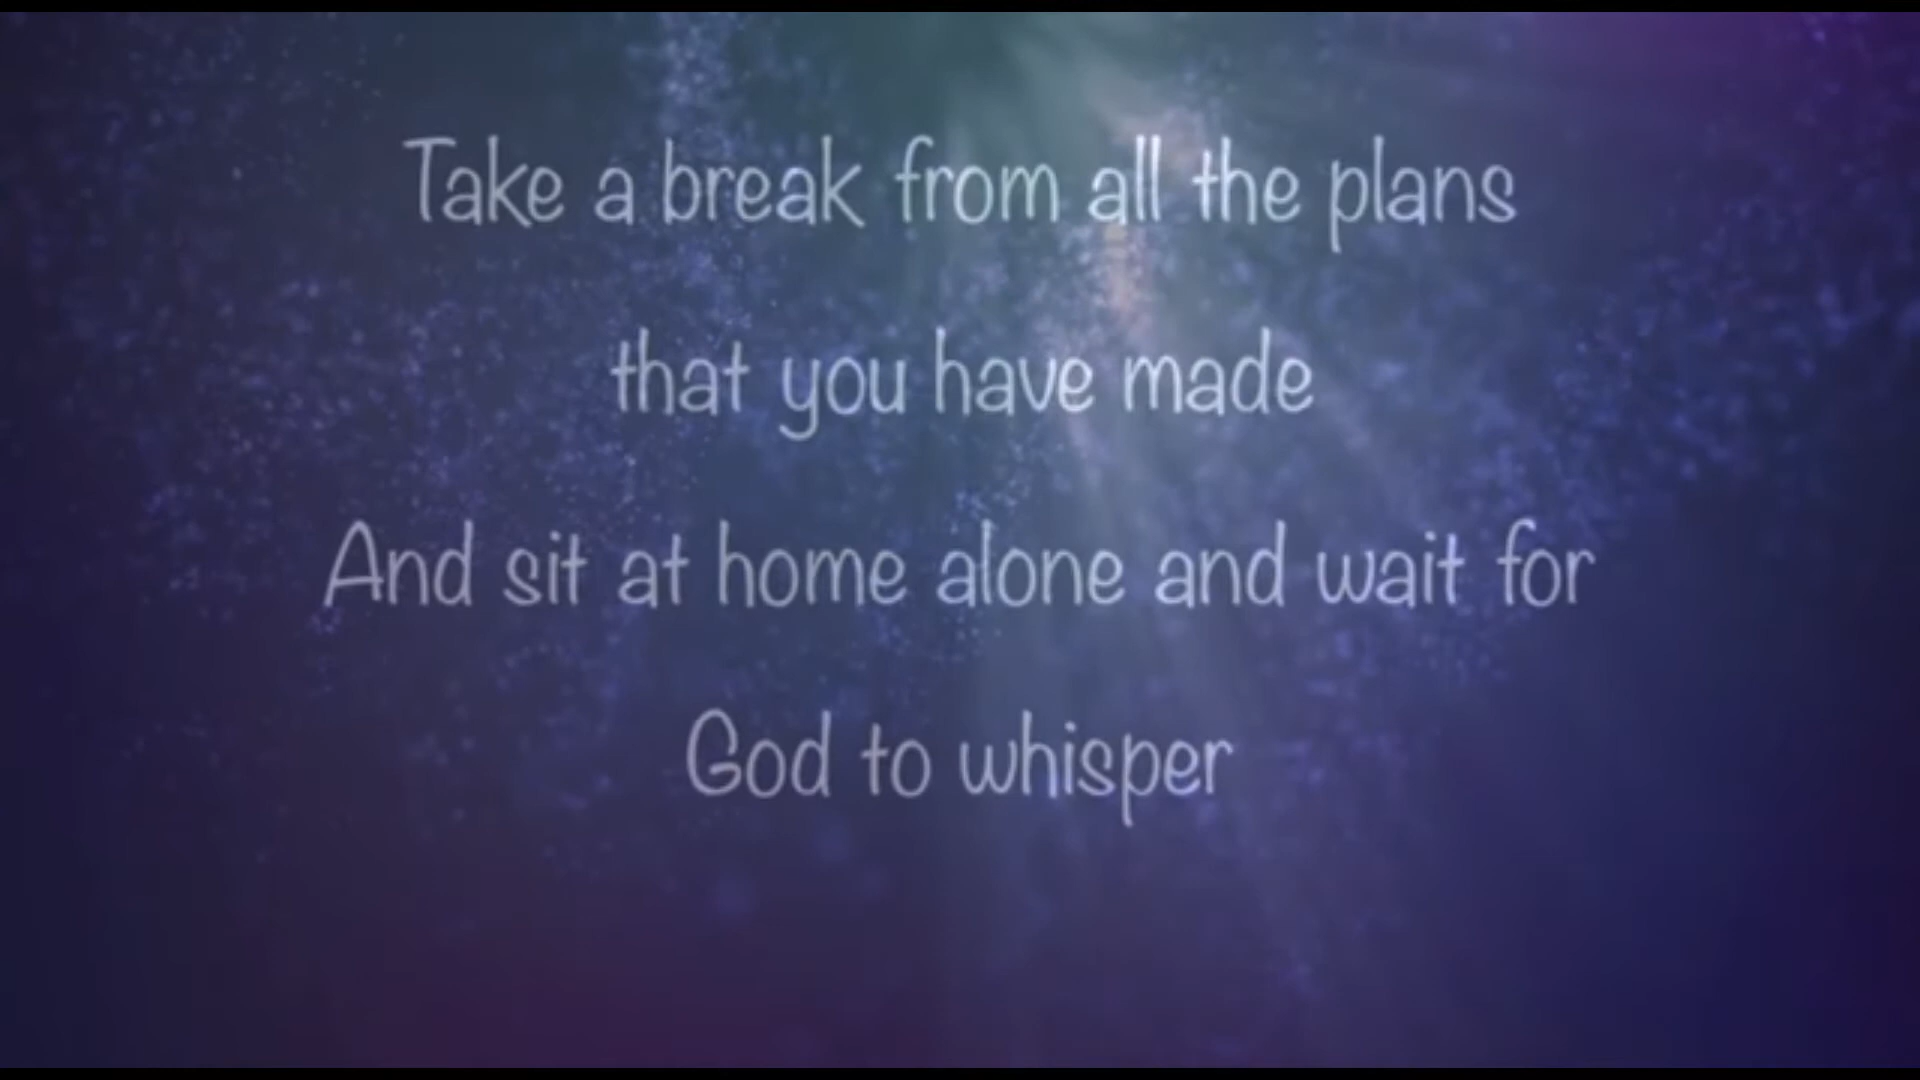 Take a break from all the plans
that you have made
And sit at home alone and wait for
God to whisper